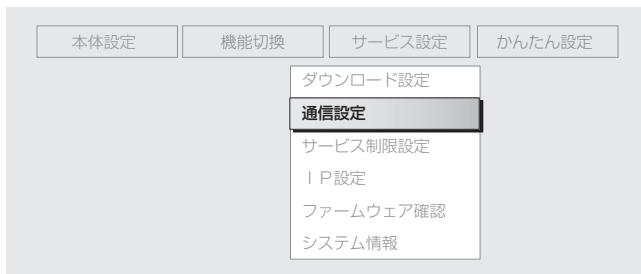 本体設定 機能切換 サービス設定 かんたん設定
ダウンロード設定
通信設定
サービス制限設定
ＩＰ設定
ファームウェア確認
システム情報